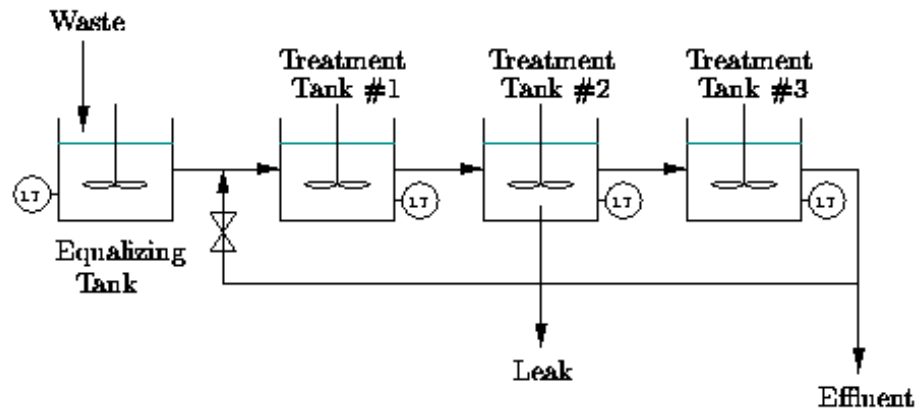 Waste
Treatment
Tank #1
Treatment
Tank #2
Treatment
Tank #3
LT
LT
LT
LT
Equalizing
Tank
Leak
Effluent